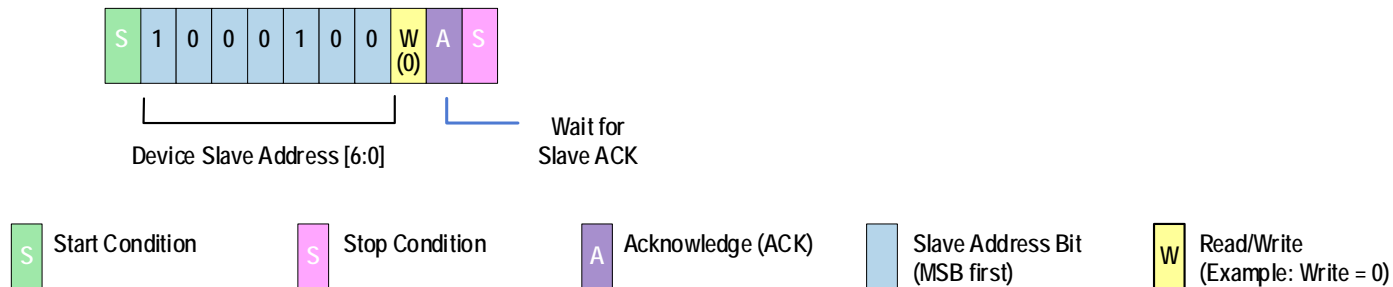 S 1 0 0 0 1 0 0 W A S
(0)
Wait for
Slave ACK
Device Slave Address [6:0]
S Start Condition
S Stop Condition
A Acknowledge (ACK)
Slave Address Bit
(MSB first)
W Read/Write
(Example: Write = 0)